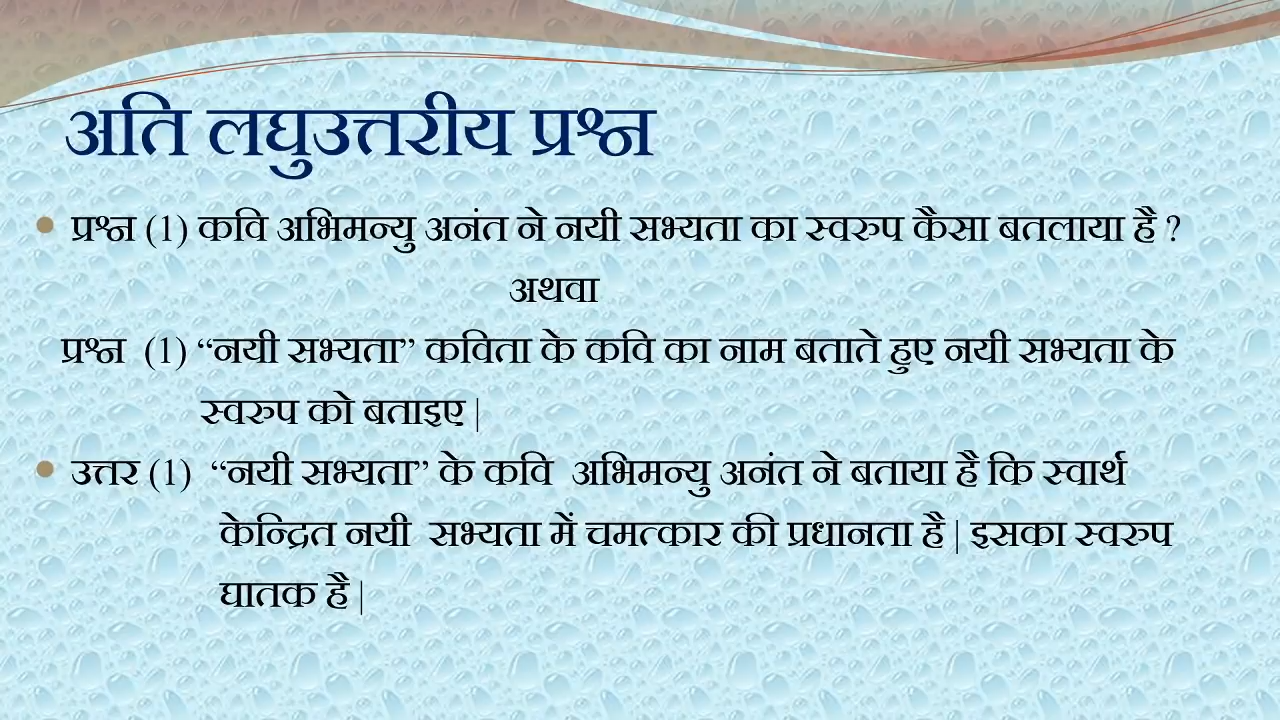 अति लघुउत्तरीय प्रश्न
प्रश्न (1) कवि अभिमन्यु अनंत ने नयी सभ्यता का स्वरुप कैसा बतलाया है ?
अथवा
प्रश्न (1) “नयी सभ्यता” कविता के कवि का नाम बताते हुए नयी सभ्यता के
स्वरुप को बताइए |
उत्तर (1) “नयी सभ्यता” के कवि अभिमन्यु अनंत ने बताया है कि स्वार्थ
केन्द्रित नयी सभ्यता में चमत्कार की प्रधानता है | इसका स्वरुप
घातक है |